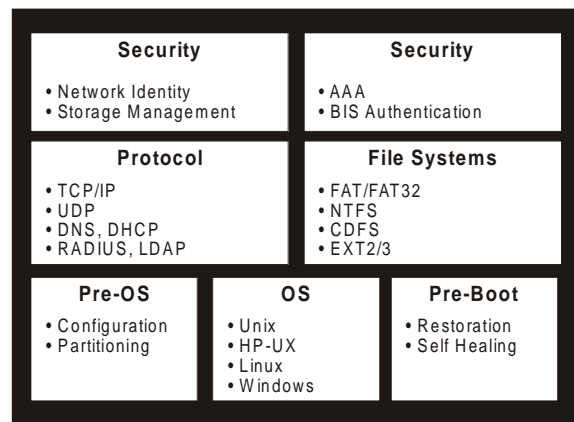 Security
• Network Identity
• Storage Management
Security
• AAA
• BIS Authentication
Protocol
• TCP/IP
• UDP
• DNS, DHCP
• RADIUS, LDAP
File Systems
• FAT/FAT32
• NTFS
• CDFS
• EXT2/3
Pre-OS
• Configuration
• Partitioning
OS
• Unix
• HP-UX
• Linux
• Windows
Pre-Boot
• Restoration
• Self Healing